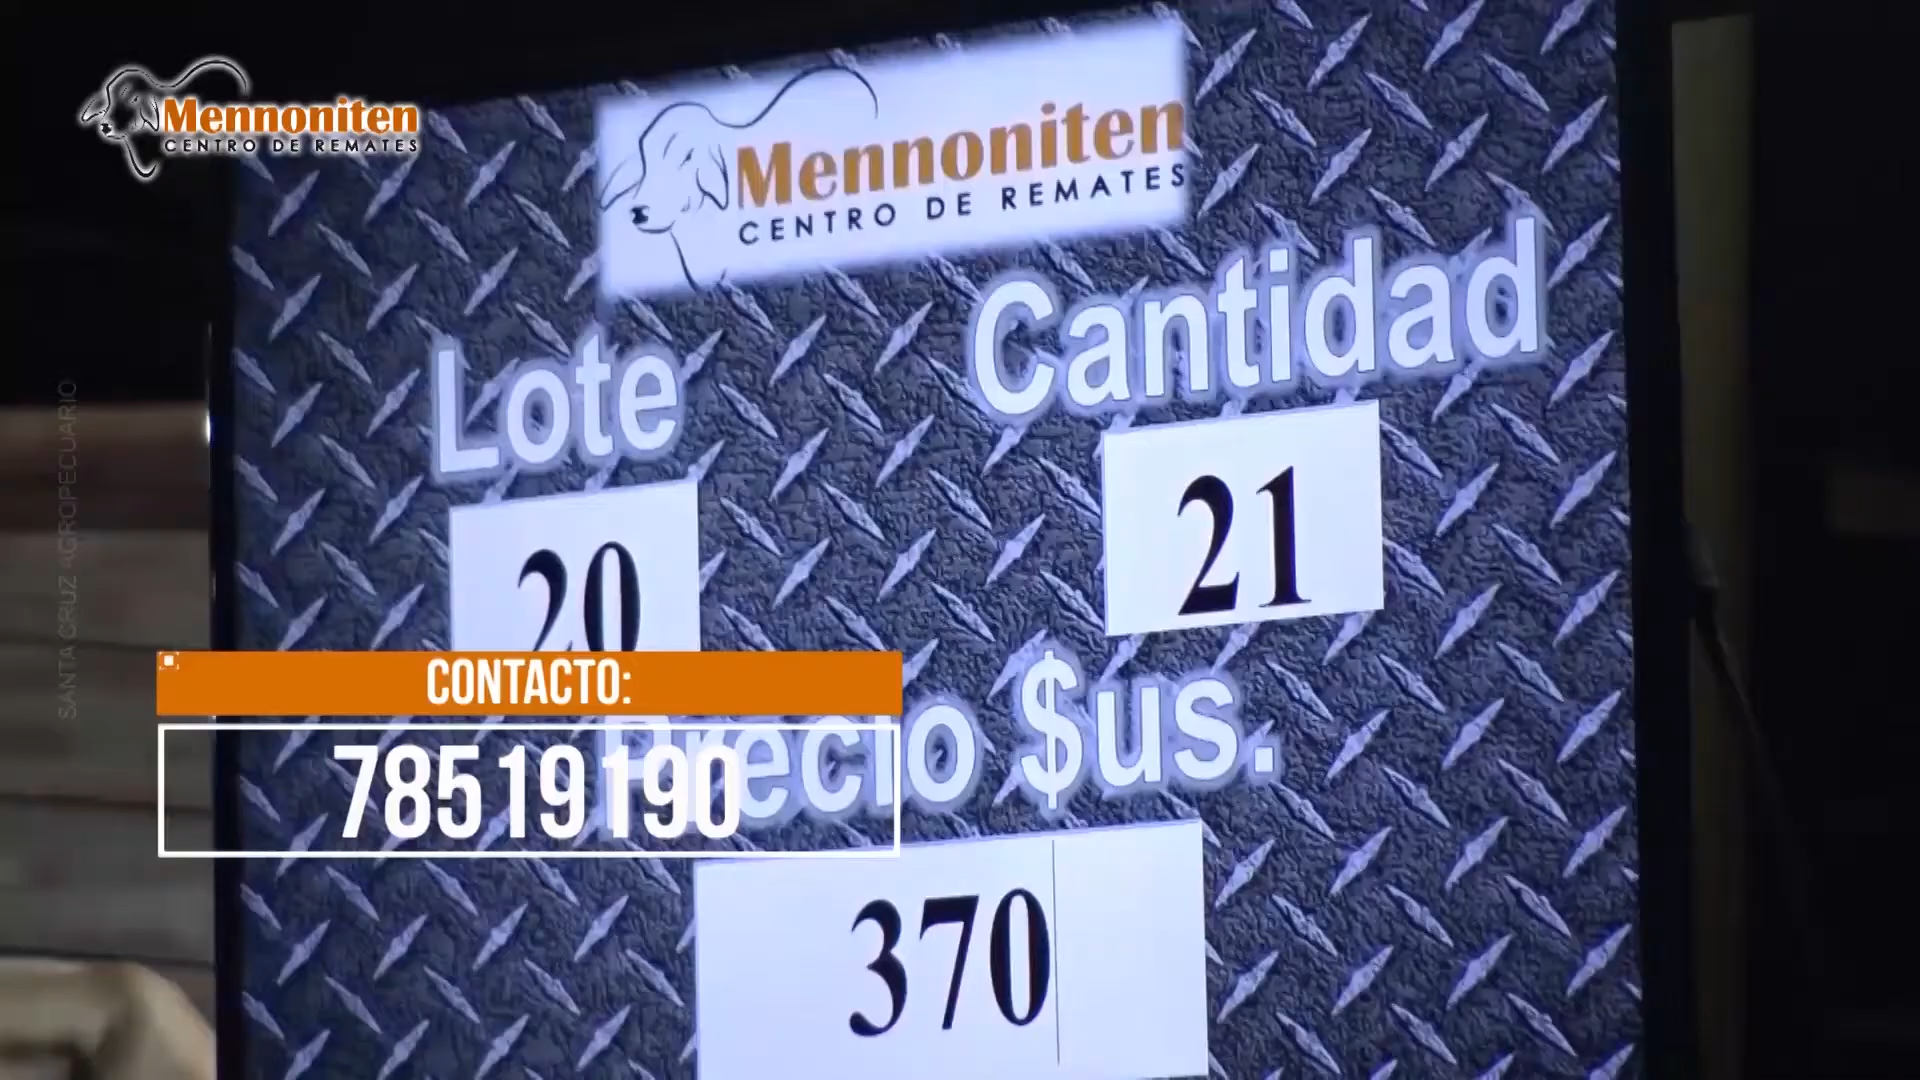 Mennoniten
CENTRO DE REMATES
Mennoniten
CENTRO DE REMATES
Lote
Cantidad
20
21
Precio $us.
370
CONTACTO:
78519190
SANTA CRUZ AGROPECUARIO